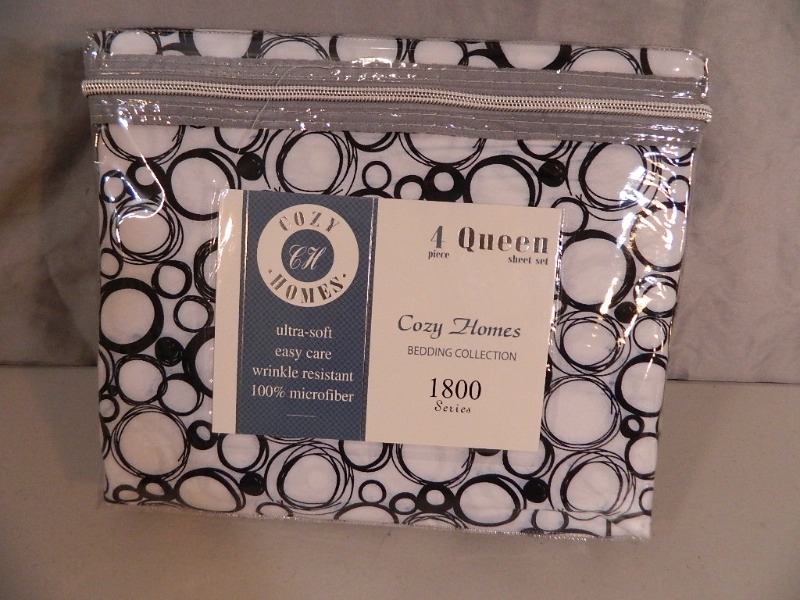 COZY
CH
· HOMES ·
ultra-soft
easy care
wrinkle resistant
100% microfiber
4 Queen
piece sheet set
Cozy Homes
BEDDING COLLECTION
1800
Series